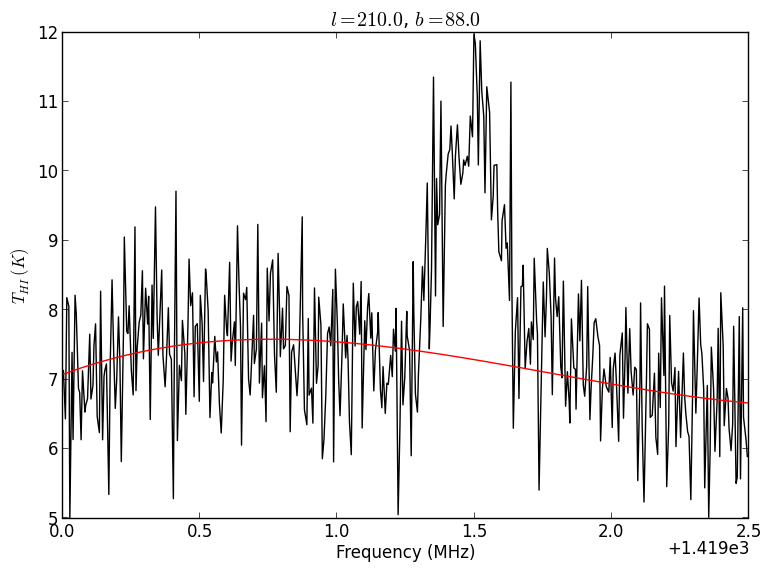 l = 210.0, b = 88.0
12
11
10
9
8
7
6
5
T_HI (K)
0.0 0.5 1.0 1.5 2.0 2.5
Frequency (MHz)
+1.419e3